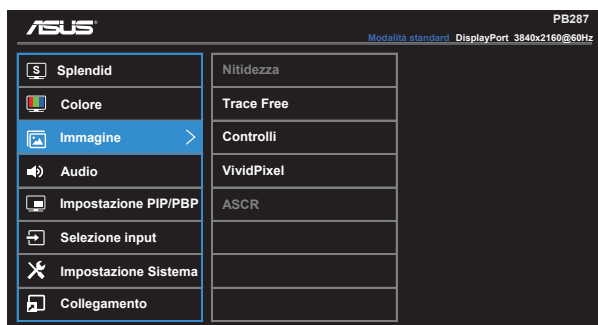 ASUS
PB287
Modalità standard DisplayPort 3840x2160@60Hz
S Splendid
Colore
Immagine
Audio
Impostazione PIP/PBP
Selezione input
Impostazione Sistema
Collegamento
Nitidezza
Trace Free
Controlli
VividPixel
ASCR